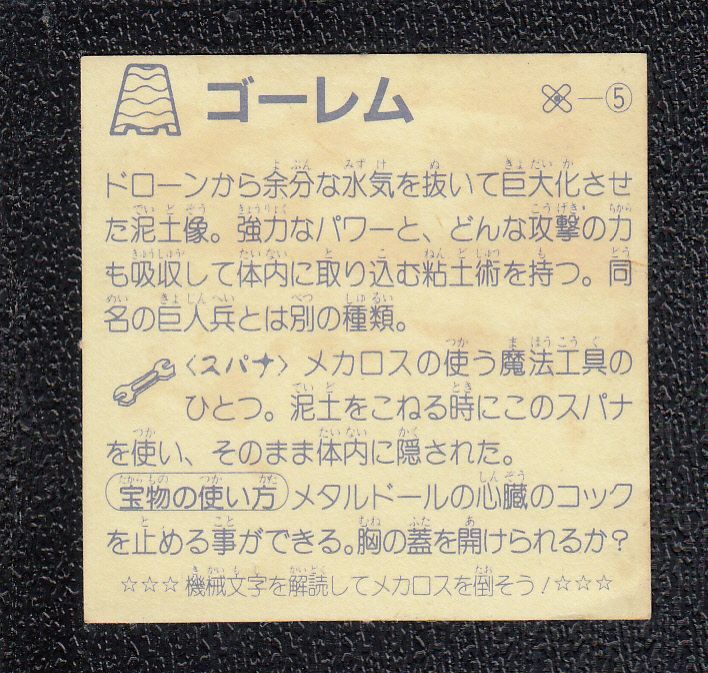 ゴーレム ―⑤
ドローンから余分な水気を抜いて巨大化させ
た泥土像。強力なパワーと、どんな攻撃の力
も吸収して体内に取り込む粘土術を持つ。同
名の巨人兵とは別の種類。
〈スパナ〉メカロスの使う魔法工具の
ひとつ。泥土をこねる時にこのスパナ
を使い、そのまま体内に隠された。
宝物の使い方 メタルドールの心臓のコック
を止める事ができる。胸の蓋を開けられるか?
☆☆☆機械文字を解読してメカロスを倒そう!☆☆☆